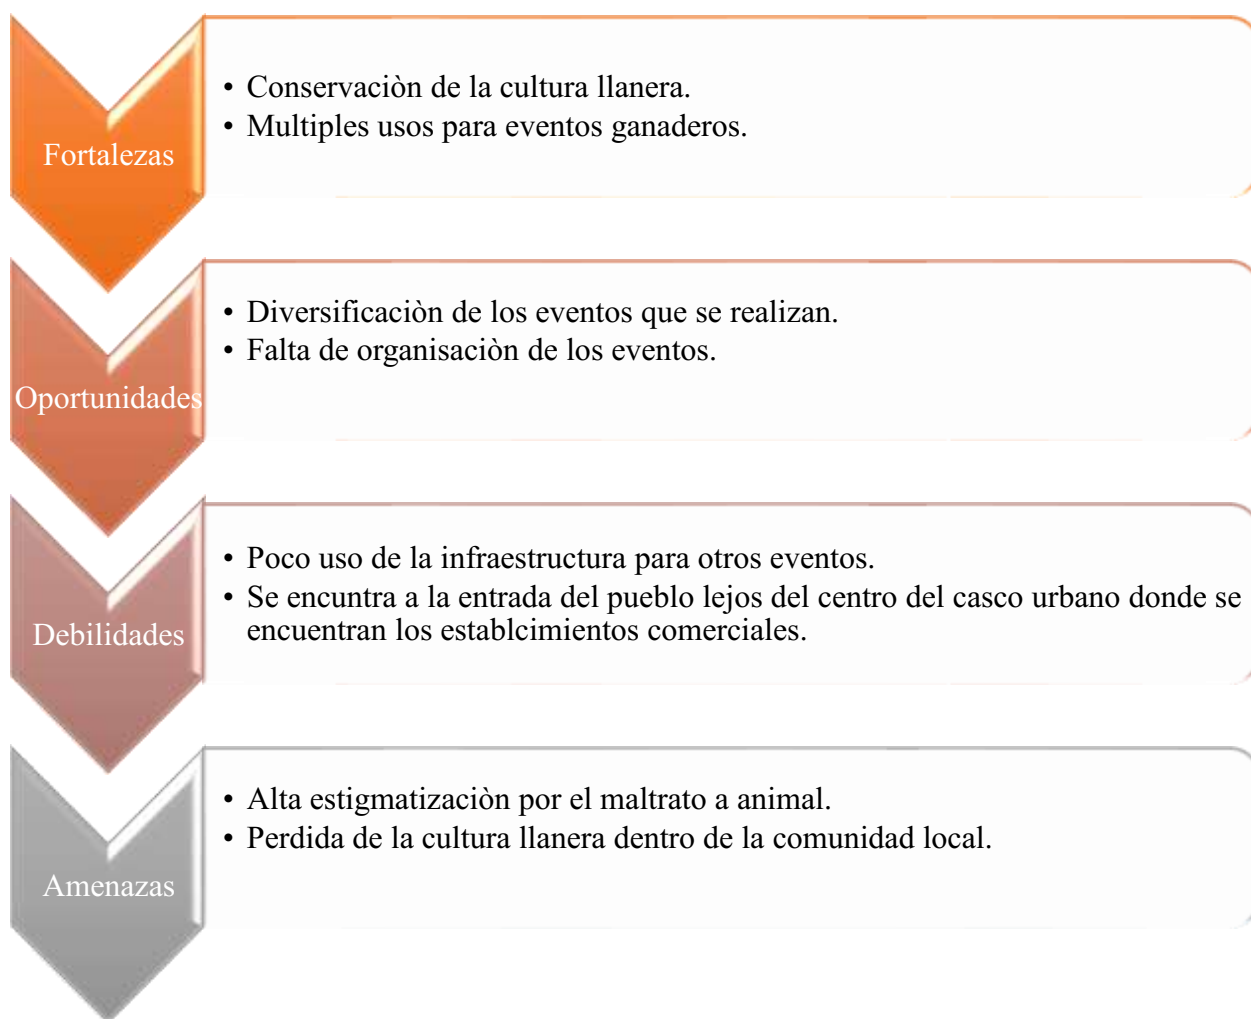 Fortalezas
• Conservaciòn de la cultura llanera.
• Multiples usos para eventos ganaderos.
Oportunidades
• Diversificaciòn de los eventos que se realizan.
• Falta de organisaciòn de los eventos.
Debilidades
• Poco uso de la infraestructura para otros eventos.
• Se encuntra a la entrada del pueblo lejos del centro del casco urbano donde se
encuentran los establcimientos comerciales.
Amenazas
• Alta estigmatizaciòn por el maltrato a animal.
• Perdida de la cultura llanera dentro de la comunidad local.